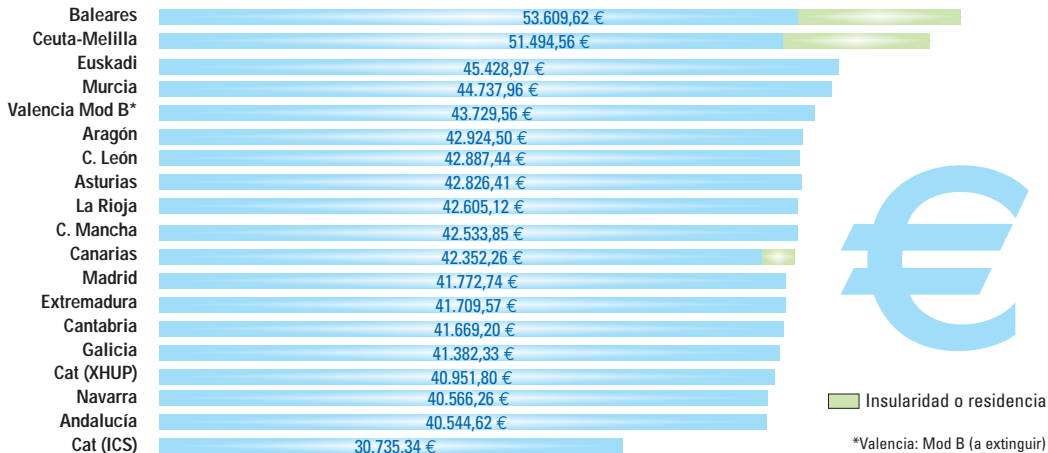 Baleares 53.609,62 €
Ceuta-Melilla 51.494,56 €
Euskadi 45.428,97 €
Murcia 44.737,96 €
Valencia Mod B* 43.729,56 €
Aragón 42.924,50 €
C. León 42.887,44 €
Asturias 42.826,41 €
La Rioja 42.605,12 €
C. Mancha 42.533,85 €
Canarias 42.352,26 €
Madrid 41.772,74 €
Extremadura 41.709,57 €
Cantabria 41.669,20 €
Galicia 41.382,33 €
Cat (XHUP) 40.951,80 €
Navarra 40.566,26 €
Andalucía 40.544,62 €
Cat (ICS) 30.735,34 €
€
Insularidad o residencia
*Valencia: Mod B (a extinguir)